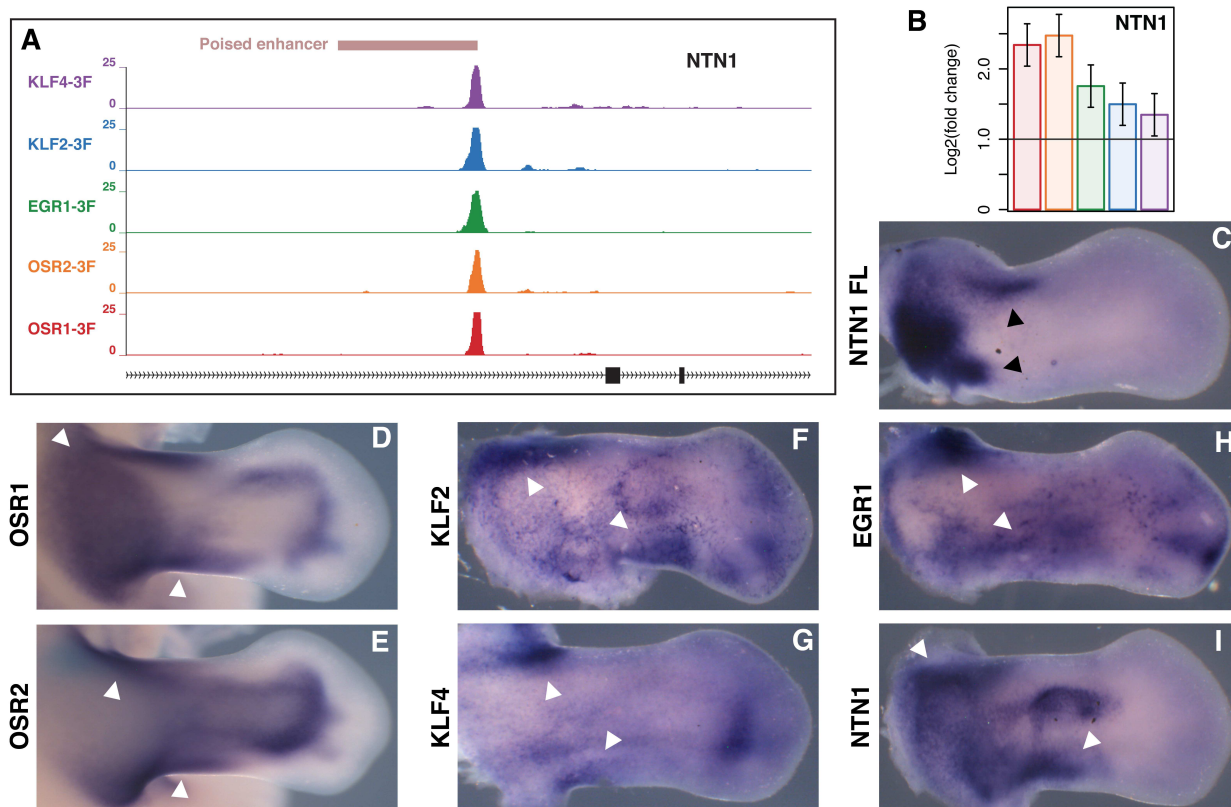 A
Poised enhancer
NTN1
KLF4-3F
25
0
KLF2-3F
25
0
EGR1-3F
25
0
OSR2-3F
25
0
OSR1-3F
25
0
B
NTN1
Log2(fold change)
2.0
1.0
0
C
NTN1 FL
D
OSR1
F
KLF2
H
EGR1
E
OSR2
G
KLF4
I
NTN1